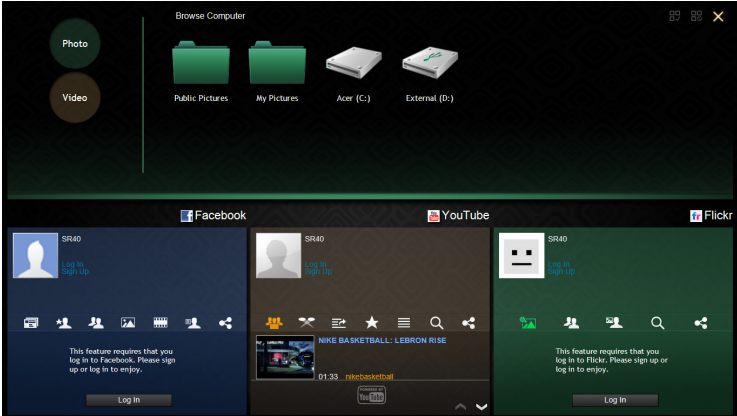 Browse Computer
Photo
Video
Public Pictures
My Pictures
Acer (C:)
External (D:)
Facebook
YouTube
Flickr
SR40
Log In
Sign Up
This feature requires that you
log in to Facebook. Please sign
up or log in to enjoy.
Log In
SR40
Log In
Sign Up
NIKE BASKETBALL: LEBRON RISE
01:33 nikebasketball
POWERED BY
YouTube
SR40
Log In
Sign Up
This feature requires that you
log in to Flickr. Please sign up or
log in to enjoy.
Log In